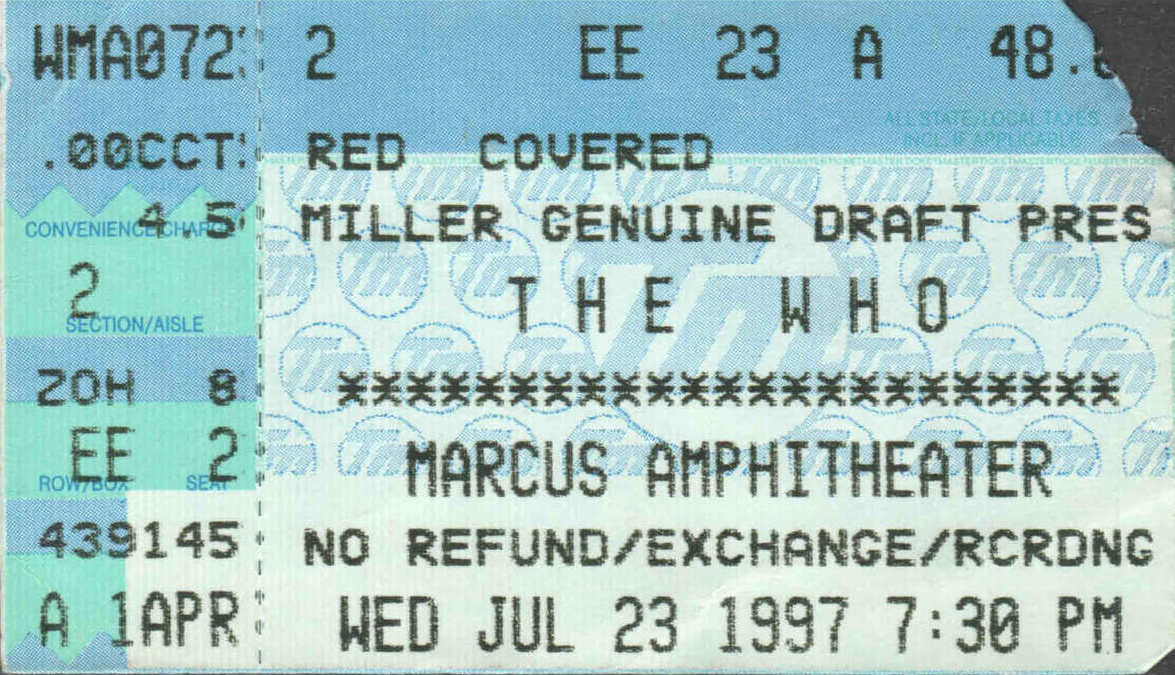 WMA072
2 EE 23 A 48.
ALL STATE/LOCAL TAXES
INCL. IF APPLICABLE
.00CCT
RED COVERED
4.5
CONVENIENCE CHARG
MILLER GENUINE DRAFT PRES
2
SECTION/AISLE
THE WHO
ZOH 8
***********************
EE 2
ROW/BOX SEAT
MARCUS AMPHITHEATER
439145
NO REFUND/EXCHANGE/RCRDNG
A 1APR
WED JUL 23 1997 7:30 PM